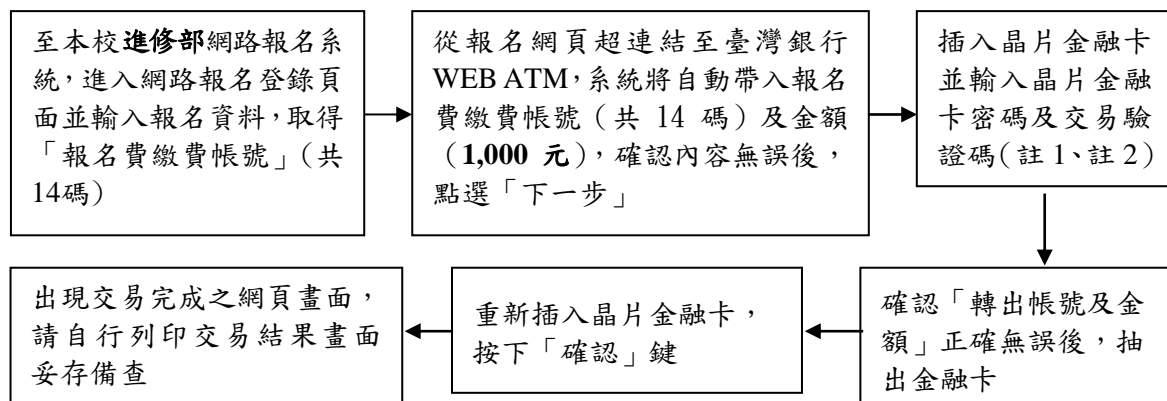 至本校進修部網路報名系
統，進入網路報名登錄頁
面並輸入報名資料，取得
「報名費繳費帳號」（共
14碼）
從報名網頁超連結至臺灣銀行
WEB ATM，系統將自動帶入報名
費繳費帳號（共 14 碼）及金額
（1,000 元），確認內容無誤後，
點選「下一步」
插入晶片金融卡
並輸入晶片金融
卡密碼及交易驗
證碼（註 1、註 2）
確認「轉出帳號及金
額」正確無誤後，抽
出金融卡
重新插入晶片金融卡，
按下「確認」鍵
出現交易完成之網頁畫面，
請自行列印交易結果畫面
妥存備查